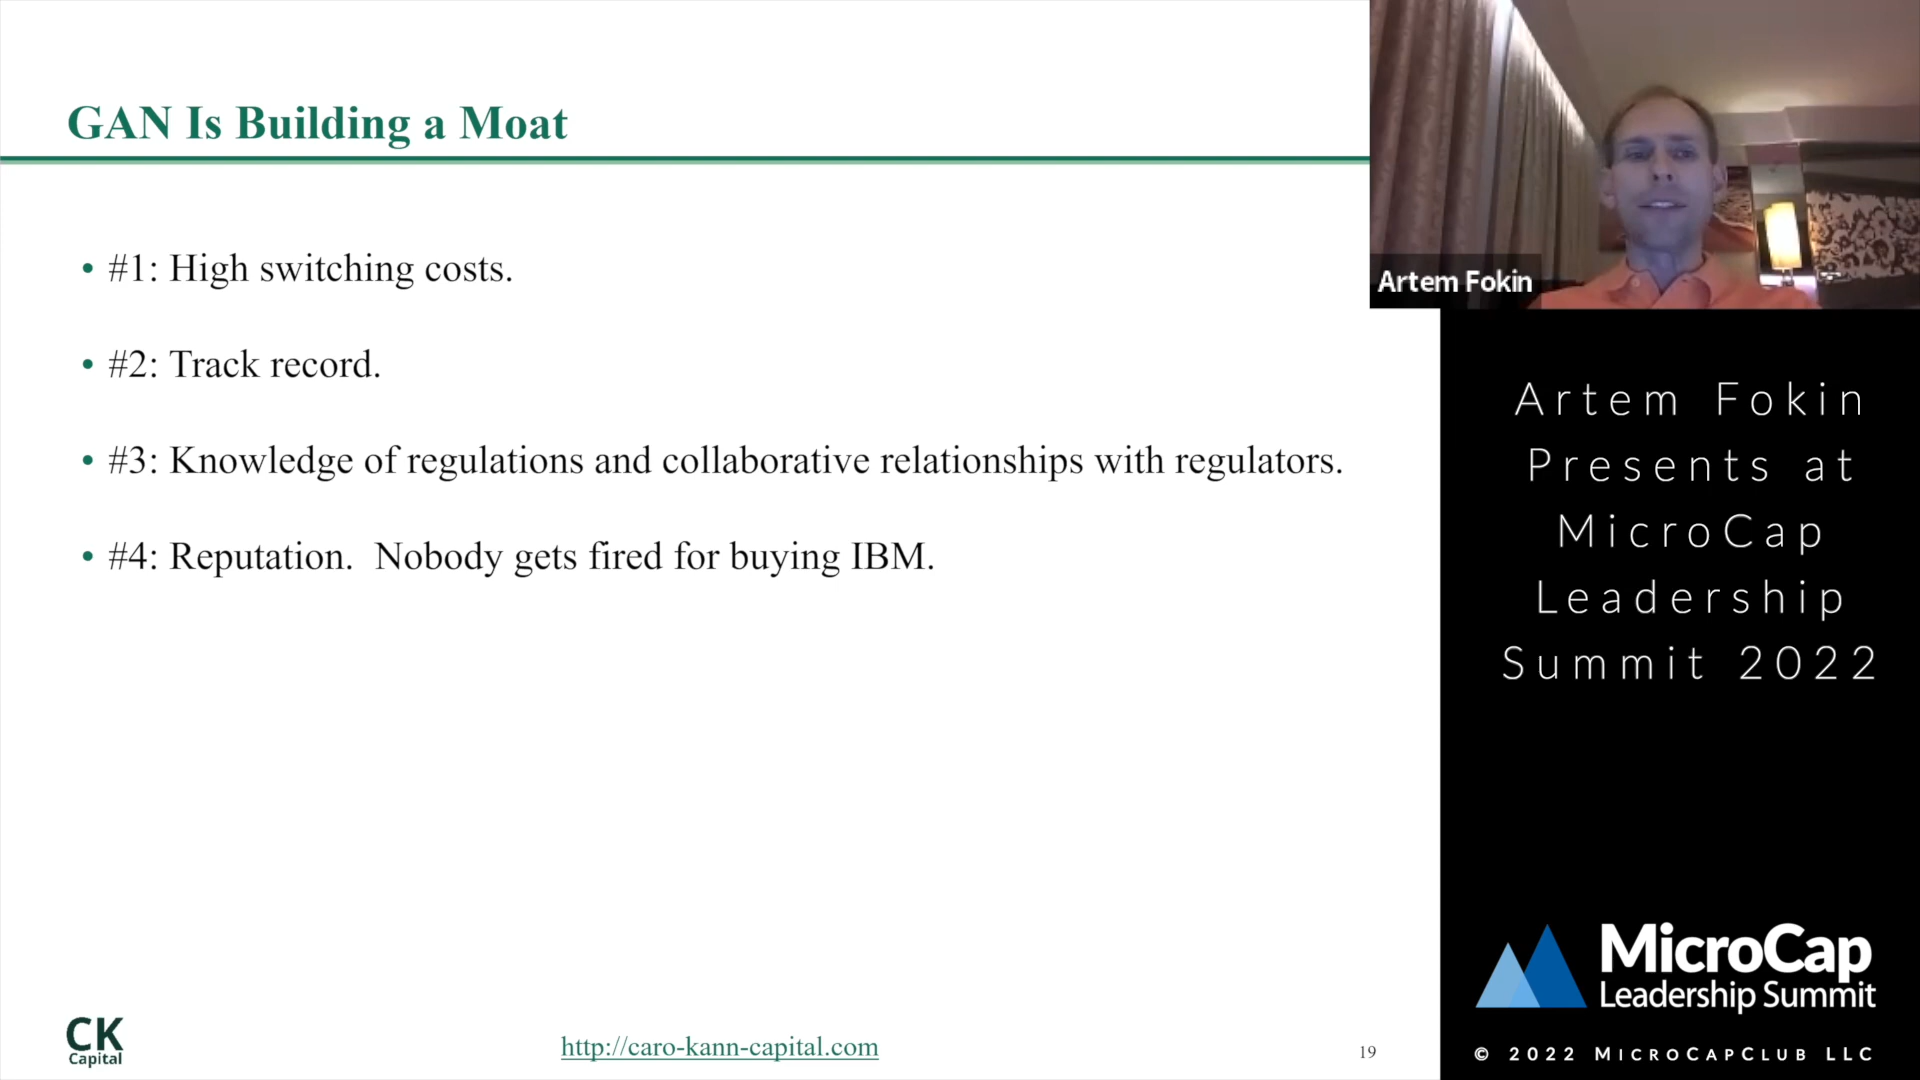 GAN Is Building a Moat
• #1: High switching costs.
• #2: Track record.
• #3: Knowledge of regulations and collaborative relationships with regulators.
• #4: Reputation.  Nobody gets fired for buying IBM.
CK
Capital
http://caro-kann-capital.com
19
Artem Fokin
Artem Fokin
Presents at
MicroCap
Leadership
Summit 2022
MicroCap
Leadership Summit
© 2022 MICROCAPCLUB LLC